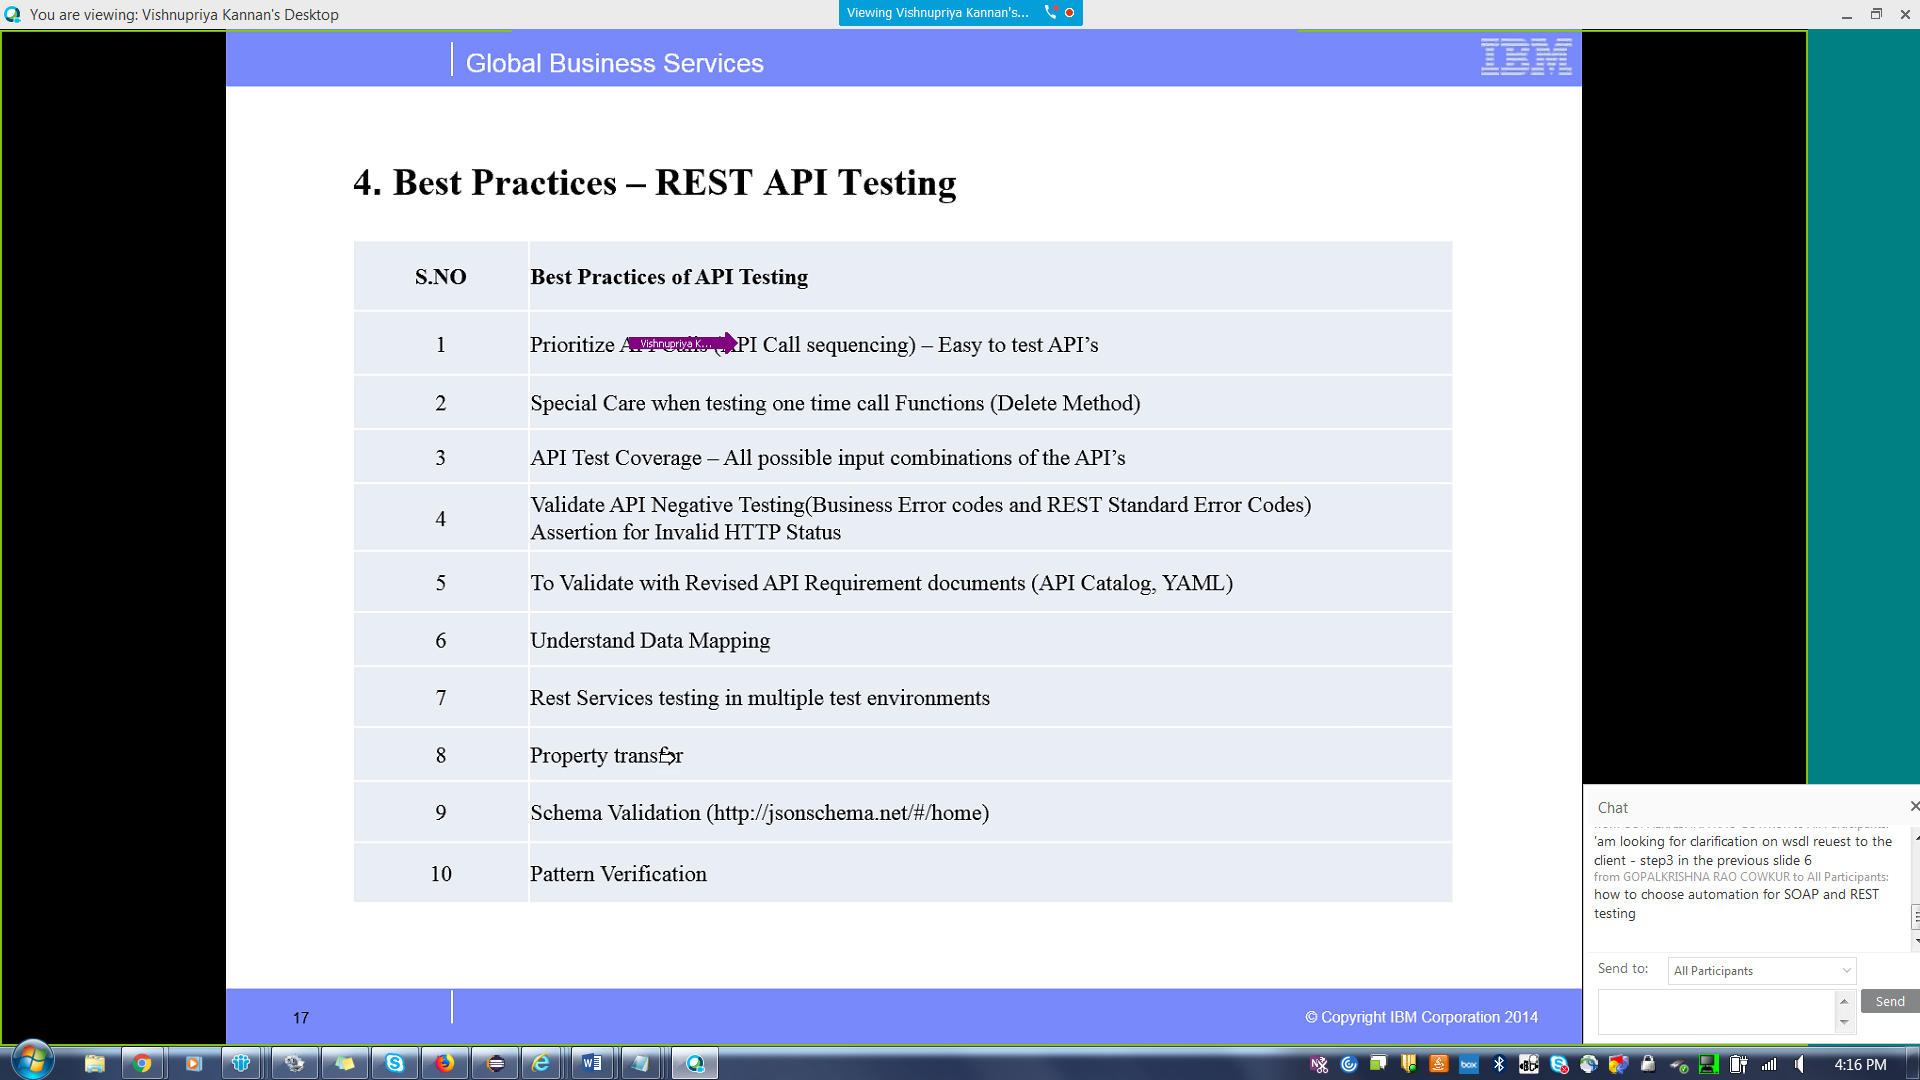 You are viewing: Vishnupriya Kannan's Desktop
Viewing Vishnupriya Kannan's...
Global Business Services
IBM
4. Best Practices – REST API Testing
S.NO Best Practices of API Testing
1 Prioritize API Calls (API Call sequencing) – Easy to test API’s
Vishnupriya K...
2 Special Care when testing one time call Functions (Delete Method)
3 API Test Coverage – All possible input combinations of the API’s
4 Validate API Negative Testing(Business Error codes and REST Standard Error Codes)
Assertion for Invalid HTTP Status
5 To Validate with Revised API Requirement documents (API Catalog, YAML)
6 Understand Data Mapping
7 Rest Services testing in multiple test environments
8 Property transfer
9 Schema Validation (http://jsonschema.net/#/home)
10 Pattern Verification
17
© Copyright IBM Corporation 2014
Chat
'am looking for clarification on wsdl reuest to the
client - step3 in the previous slide 6
from GOPALKRISHNA RAO COWKUR to All Participants:
how to choose automation for SOAP and REST
testing
Send to: All Participants
Send
box
4:16 PM